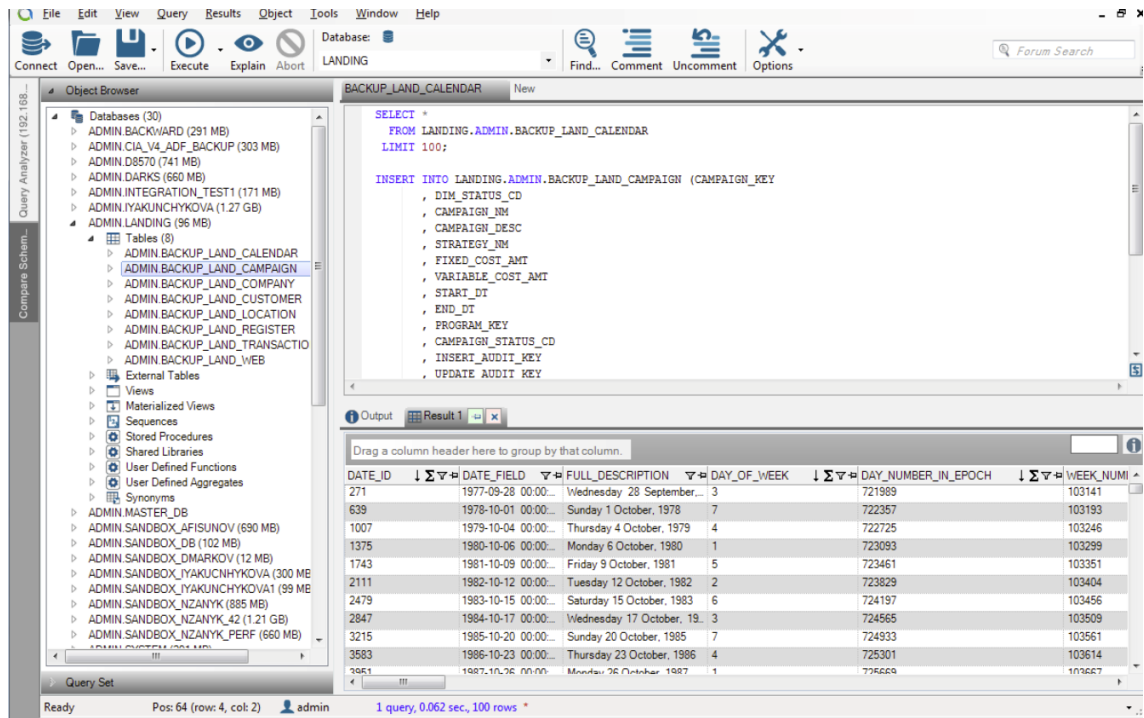 File Edit View Query Results Object Tools Window Help
Database:
Connect Open... Save... Execute Explain Abort LANDING Find... Comment Uncomment Options Forum Search
Query Analyzer (192.168....
Compare Schem...
Object Browser
Databases (30)
ADMIN.BACKWARD (291 MB)
ADMIN.CIA_V4_ADF_BACKUP (303 MB)
ADMIN.D8570 (741 MB)
ADMIN.DARKS (660 MB)
ADMIN.INTEGRATION_TEST1 (171 MB)
ADMIN.IYAKUNCHYKOVA (1.27 GB)
ADMIN.LANDING (96 MB)
Tables (8)
ADMIN.BACKUP_LAND_CALENDAR
ADMIN.BACKUP_LAND_CAMPAIGN
ADMIN.BACKUP_LAND_COMPANY
ADMIN.BACKUP_LAND_CUSTOMER
ADMIN.BACKUP_LAND_LOCATION
ADMIN.BACKUP_LAND_REGISTER
ADMIN.BACKUP_LAND_TRANSACTIO
ADMIN.BACKUP_LAND_WEB
External Tables
Views
Materialized Views
Sequences
Stored Procedures
Shared Libraries
User Defined Functions
User Defined Aggregates
Synonyms
ADMIN.MASTER_DB
ADMIN.SANDBOX_AFISUNOV (690 MB)
ADMIN.SANDBOX_DB (102 MB)
ADMIN.SANDBOX_DMARKOV (12 MB)
ADMIN.SANDBOX_IYAKUCNHYKOVA (300 MB
ADMIN.SANDBOX_IYAKUNCHYKOVA1 (99 MB
ADMIN.SANDBOX_NZANYK (885 MB)
ADMIN.SANDBOX_NZANYK_42 (1.21 GB)
ADMIN.SANDBOX_NZANYK_PERF (660 MB)
Query Set
BACKUP_LAND_CALENDAR New
SELECT *
FROM LANDING.ADMIN.BACKUP_LAND_CALENDAR
LIMIT 100;
INSERT INTO LANDING.ADMIN.BACKUP_LAND_CAMPAIGN (CAMPAIGN_KEY
, DIM_STATUS_CD
, CAMPAIGN_NM
, CAMPAIGN_DESC
, STRATEGY_NM
, FIXED_COST_AMT
, VARIABLE_COST_AMT
, START_DT
, END_DT
, PROGRAM_KEY
, CAMPAIGN_STATUS_CD
, INSERT_AUDIT_KEY
, UPDATE_AUDIT_KEY
Output Result 1
Drag a column header here to group by that column.
DATE_ID DATE_FIELD FULL_DESCRIPTION DAY_OF_WEEK DAY_NUMBER_IN_EPOCH WEEK_NUMI
271 1977-09-28 00:00:... Wednesday 28 September,... 3 721989 103141
639 1978-10-01 00:00:... Sunday 1 October, 1978 7 722357 103193
1007 1979-10-04 00:00:... Thursday 4 October, 1979 4 722725 103246
1375 1980-10-06 00:00:... Monday 6 October, 1980 1 723093 103299
1743 1981-10-09 00:00:... Friday 9 October, 1981 5 723461 103351
2111 1982-10-12 00:00:... Tuesday 12 October, 1982 2 723829 103404
2479 1983-10-15 00:00:... Saturday 15 October, 1983 6 724197 103456
2847 1984-10-17 00:00:... Wednesday 17 October, 19... 3 724565 103509
3215 1985-10-20 00:00:... Sunday 20 October, 1985 7 724933 103561
3583 1986-10-23 00:00:... Thursday 23 October, 1986 4 725301 103614
3951 1987-10-26 00:00:... Monday 26 October, 1987 1 725669 103667
Ready Pos: 64 (row: 4, col: 2) admin 1 query, 0.062 sec., 100 rows *